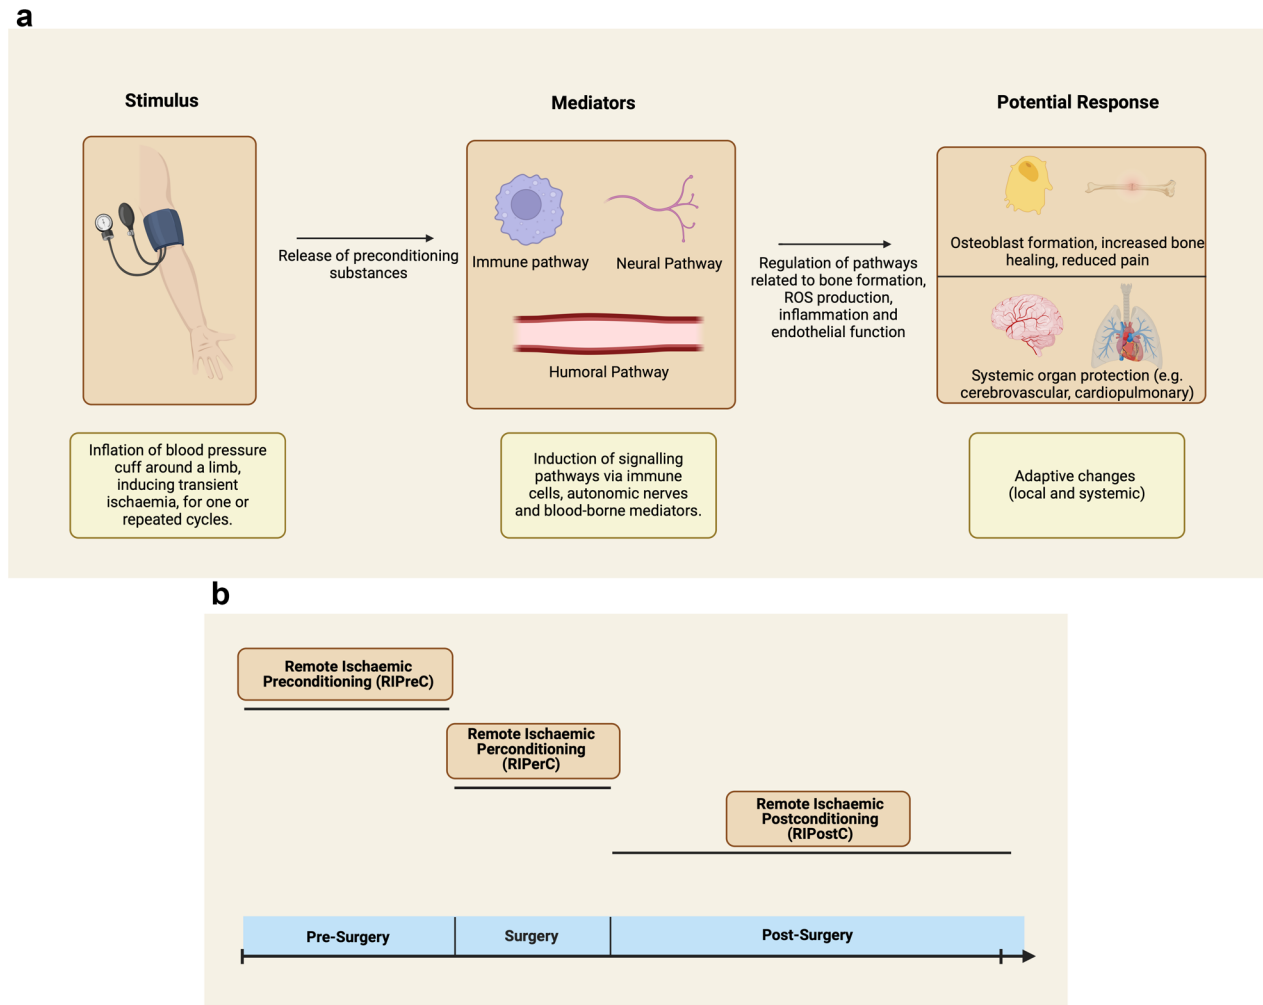 a
Stimulus
Mediators
Potential Response
Release of preconditioning
substances
Immune pathway
Neural Pathway
Humoral Pathway
Regulation of pathways
related to bone formation,
ROS production,
inflammation and
endothelial function
Osteoblast formation, increased bone
healing, reduced pain
Systemic organ protection (e.g.
cerebrovascular, cardiopulmonary)
Inflation of blood pressure
cuff around a limb,
inducing transient
ischaemia, for one or
repeated cycles.
Induction of signalling
pathways via immune
cells, autonomic nerves
and blood-borne mediators.
Adaptive changes
(local and systemic)
b
Remote Ischaemic
Preconditioning (RIPreC)
Remote Ischaemic
Perconditioning
(RIPerC)
Remote Ischaemic
Postconditioning
(RIPostC)
Pre-Surgery
Surgery
Post-Surgery